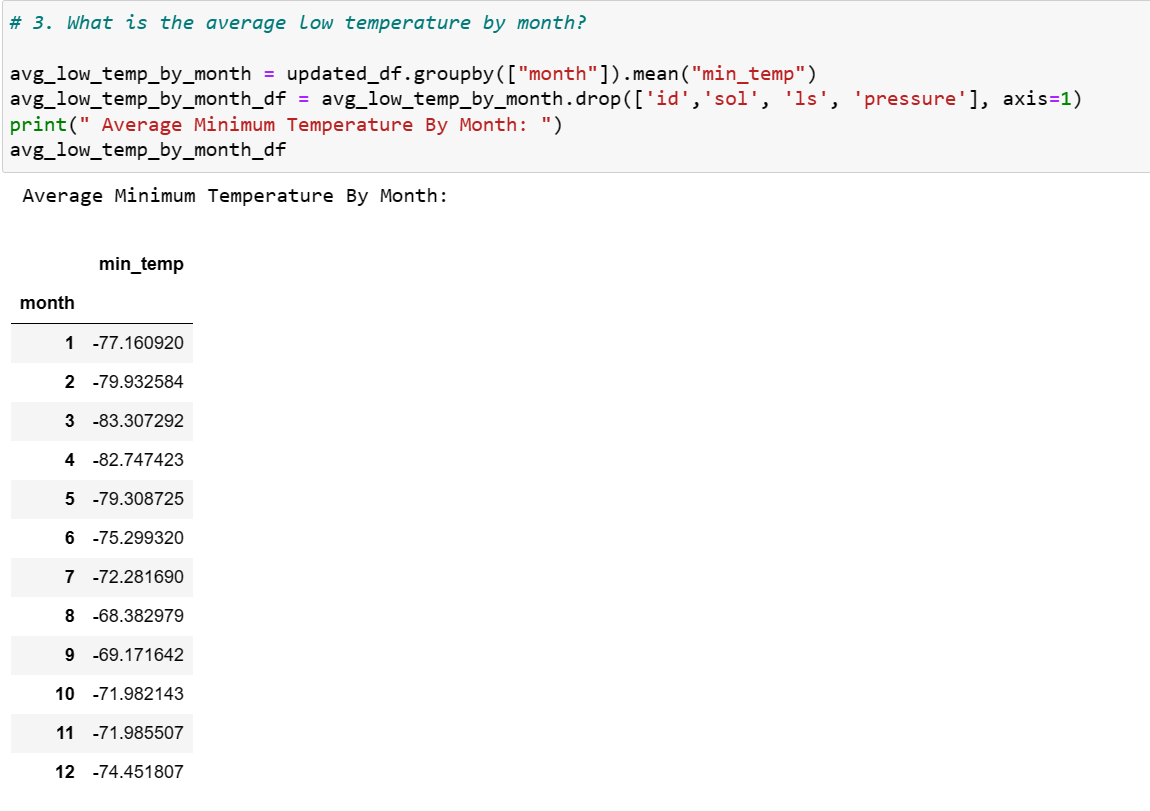 # 3. What is the average low temperature by month?
avg_low_temp_by_month = updated_df.groupby(["month"]).mean("min_temp")
avg_low_temp_by_month_df = avg_low_temp_by_month.drop(['id','sol', 'ls', 'pressure'], axis=1)
print(" Average Minimum Temperature By Month: ")
avg_low_temp_by_month_df
Average Minimum Temperature By Month:
min_temp
month
1 -77.160920
2 -79.932584
3 -83.307292
4 -82.747423
5 -79.308725
6 -75.299320
7 -72.281690
8 -68.382979
9 -69.171642
10 -71.982143
11 -71.985507
12 -74.451807